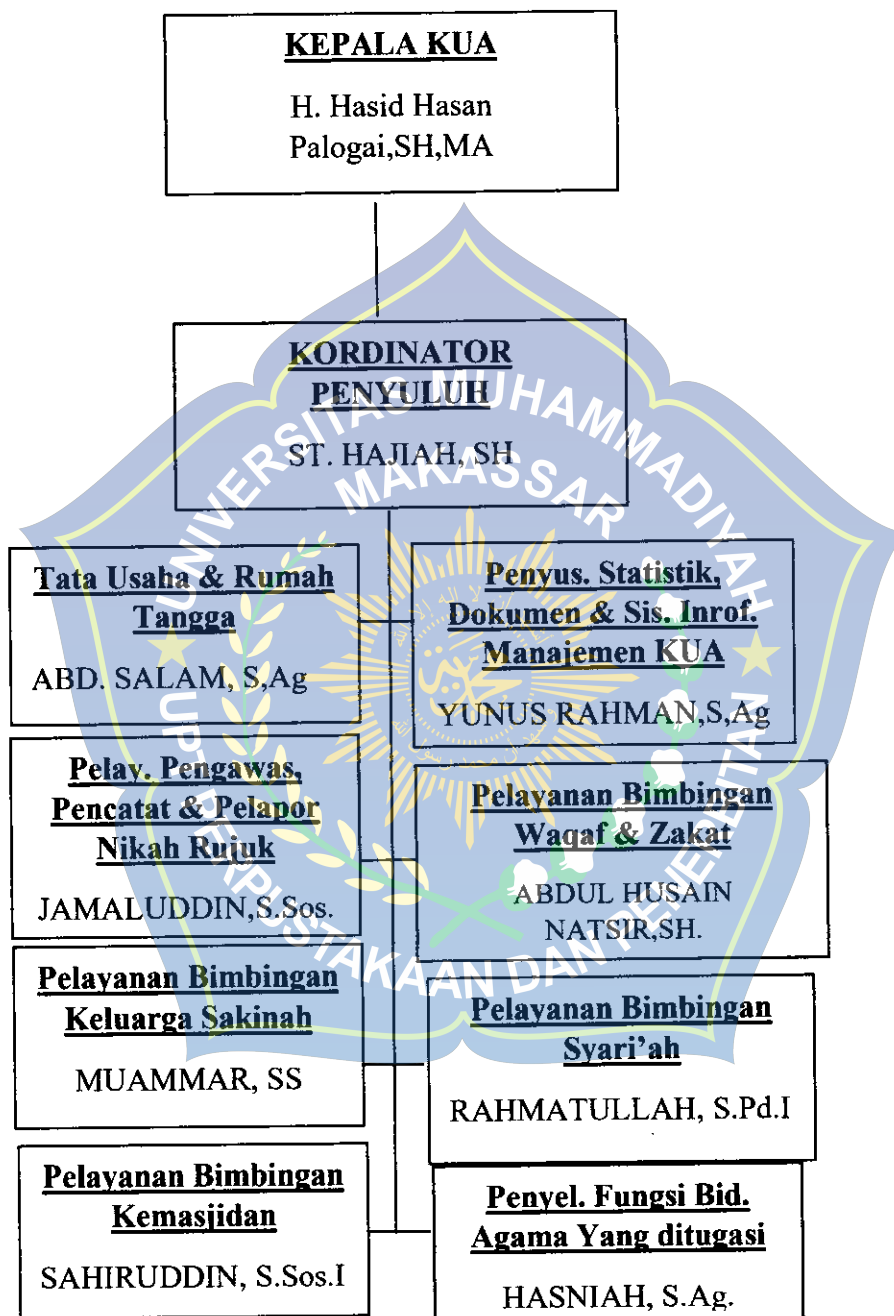 KEPALA KUA
H. Hasid Hasan
Palogai,SH,MA
KORDINATOR
PENYULUH
ST. HAJIAH, SH
UNIVERSITAS MUHAMMADIYAH
MAKASSAR
UPT PERPUSTAKAAN DAN PENERBITAN
Tata Usaha & Rumah
Tangga
ABD. SALAM, S,Ag
Penyus. Statistik,
Dokumen & Sis. Inrof.
Manajemen KUA
YUNUS RAHMAN,S,Ag
Pelay. Pengawas,
Pencatat & Pelapor
Nikah Rujuk
JAMALUDDIN,S.Sos.
Pelayanan Bimbingan
Waqaf & Zakat
ABDUL HUSAIN
NATSIR,SH.
Pelayanan Bimbingan
Keluarga Sakinah
MUAMMAR, SS
Pelayanan Bimbingan
Syari’ah
RAHMATULLAH, S.Pd.I
Pelayanan Bimbingan
Kemasjidan
SAHIRUDDIN, S.Sos.I
Penyel. Fungsi Bid.
Agama Yang ditugasi
HASNIAH, S.Ag.